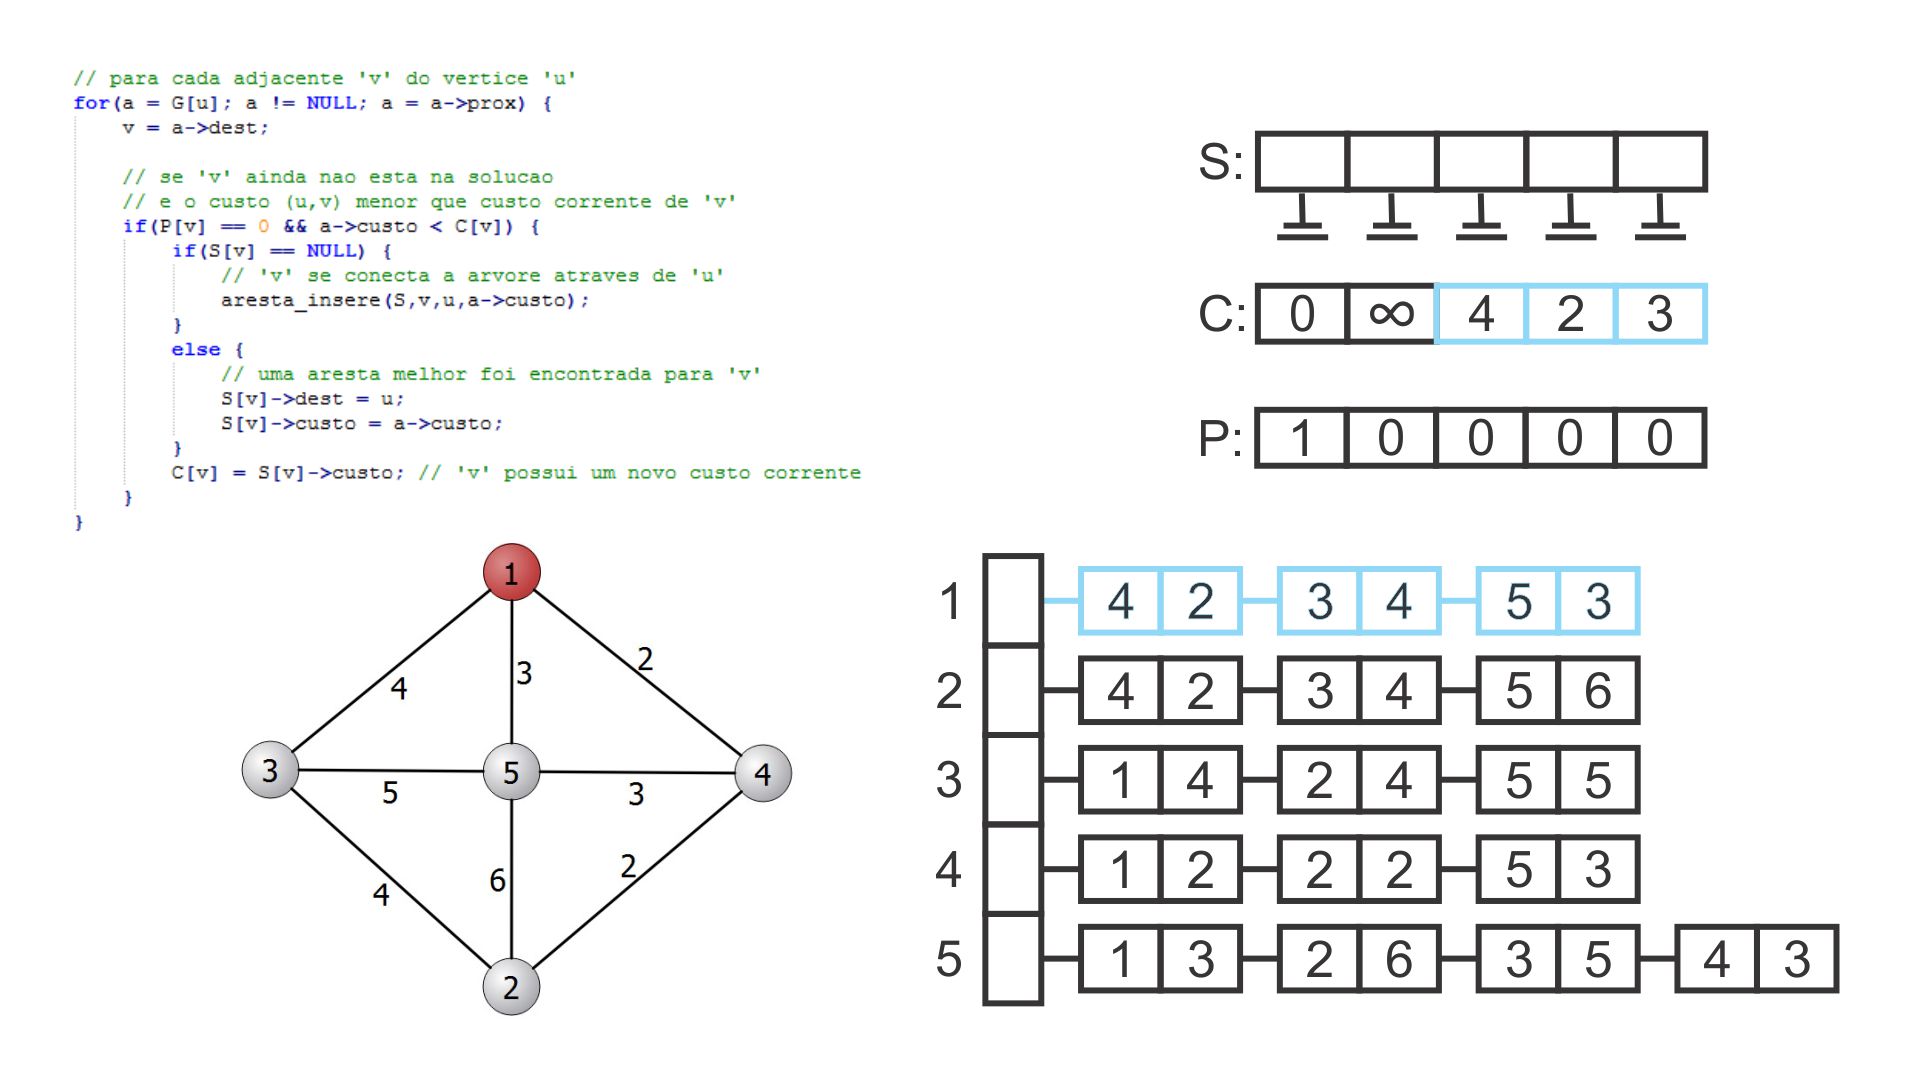 // para cada adjacente 'v' do vertice 'u'
for(a = G[u]; a != NULL; a = a->prox) {
v = a->dest;
// se 'v' ainda nao esta na solucao
// e o custo (u,v) menor que custo corrente de 'v'
if(P[v] == 0 && a->custo < C[v]) {
if(S[v] == NULL) {
// 'v' se conecta a arvore atraves de 'u'
aresta_insere(S,v,u,a->custo);
}
else {
// uma aresta melhor foi encontrada para 'v'
S[v]->dest = u;
S[v]->custo = a->custo;
}
C[v] = S[v]->custo; // 'v' possui um novo custo corrente
}
}
S:
C: 0 ∞ 4 2 3
P: 1 0 0 0 0
1
2
3
4
3 5 4
5 3
6 2
4
2
1 4 2 3 4 5 3
2 4 2 3 4 5 6
3 1 4 2 4 5 5
4 1 2 2 2 5 3
5 1 3 2 6 3 5 4 3